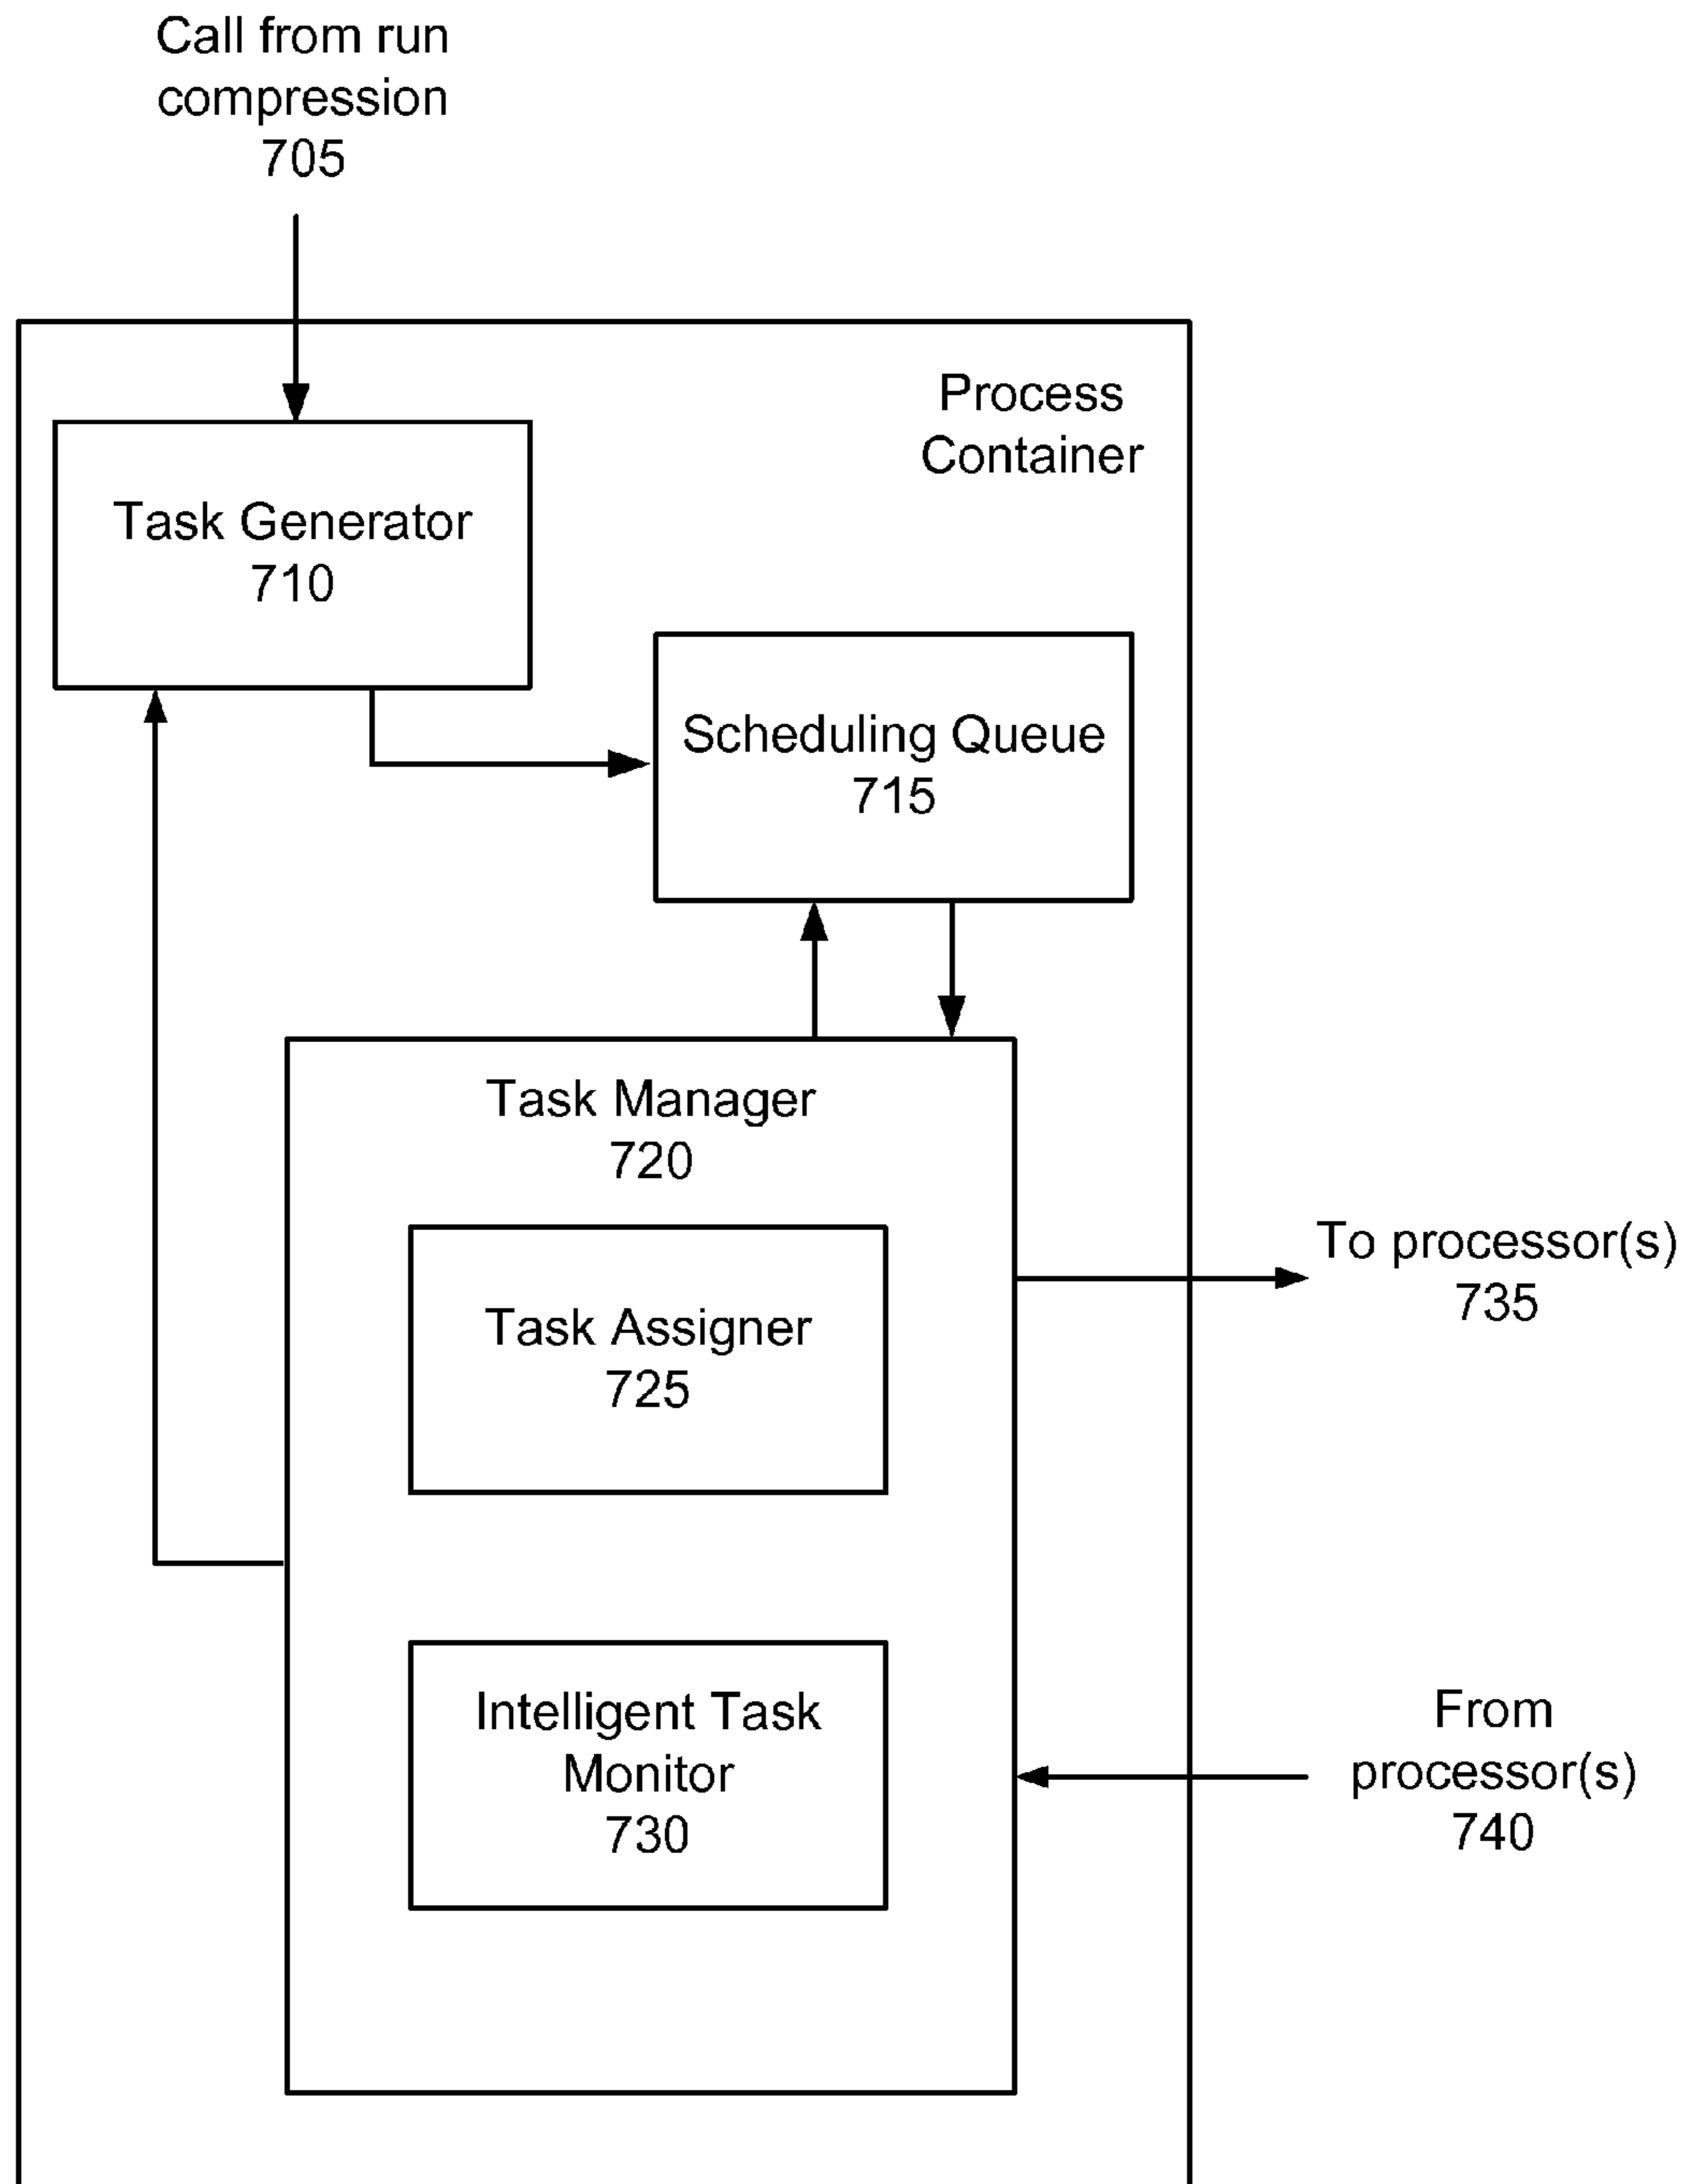 Call from run
compression
705
Process
Container
Task Generator
710
Scheduling Queue
715
Task Manager
720
Task Assigner
725
To processor(s)
735
Intelligent Task
Monitor
730
From
processor(s)
740